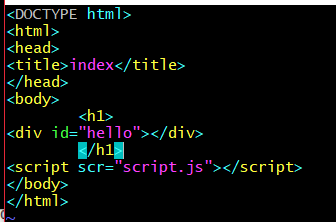 <DOCTYPE html>
<html>
<head>
<title>index</title>
</head>
<body>
<h1>
<div id="hello"></div>
</h1>
<script scr="script.js"></script>
</body>
</html>
~